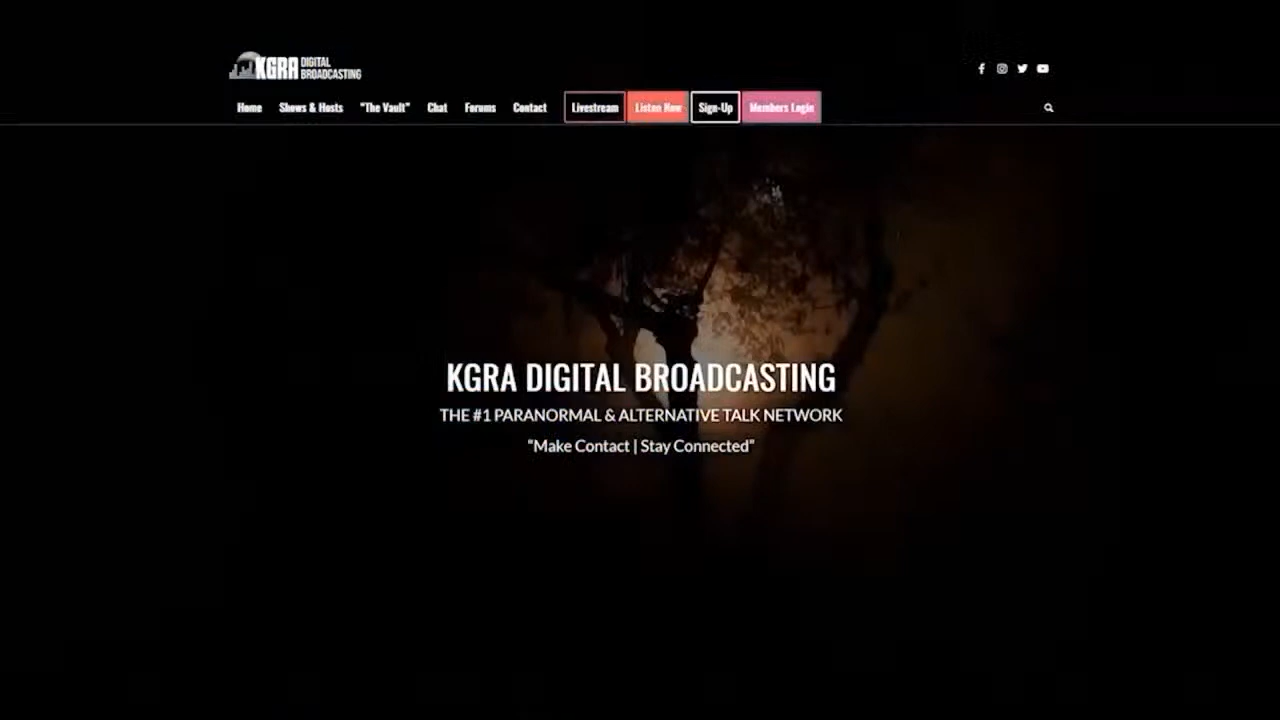 KGRA DIGITAL BROADCASTING
Home Shows & Hosts "The Vault" Chat Forums Contact Livestream Listen Now Sign-Up Members Login
KGRA DIGITAL BROADCASTING
THE #1 PARANORMAL & ALTERNATIVE TALK NETWORK
“Make Contact | Stay Connected”